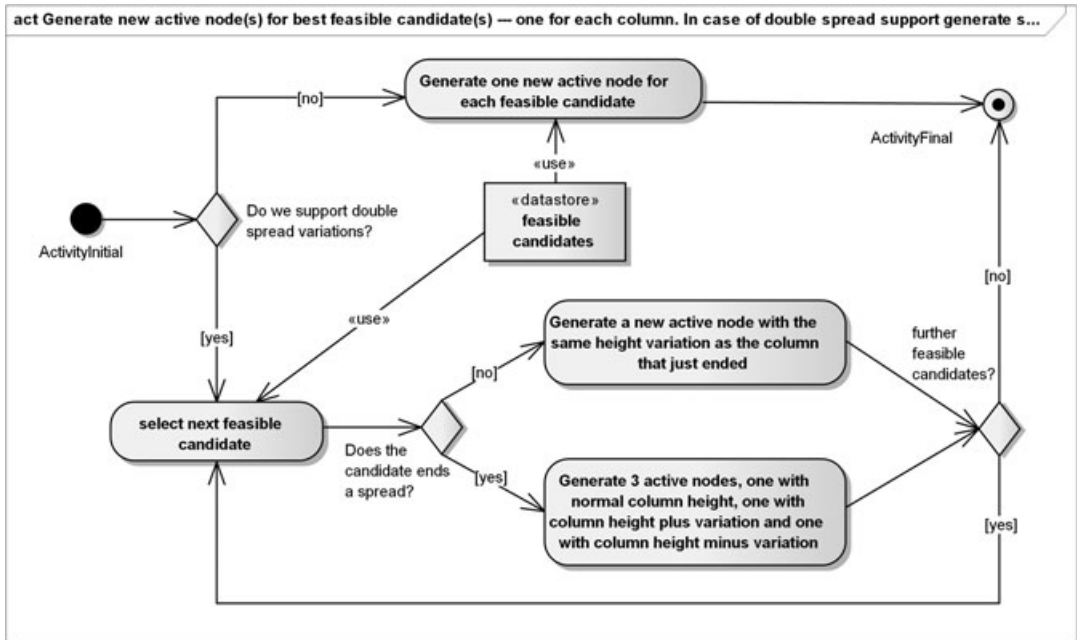 act Generate new active node(s) for best feasible candidate(s) — one for each column. In case of double spread support generate s...
Generate one new active node for
each feasible candidate
[no]
ActivityFinal
«use»
«datastore»
feasible
candidates
Do we support double
spread variations?
ActivityInitial
[no]
[yes]
«use»
Generate a new active node with the
same height variation as the column
that just ended
further
feasible
candidates?
[no]
select next feasible
candidate
Does the
candidate ends
a spread?
[yes]
Generate 3 active nodes, one with
normal column height, one with
column height plus variation and one
with column height minus variation
[yes]